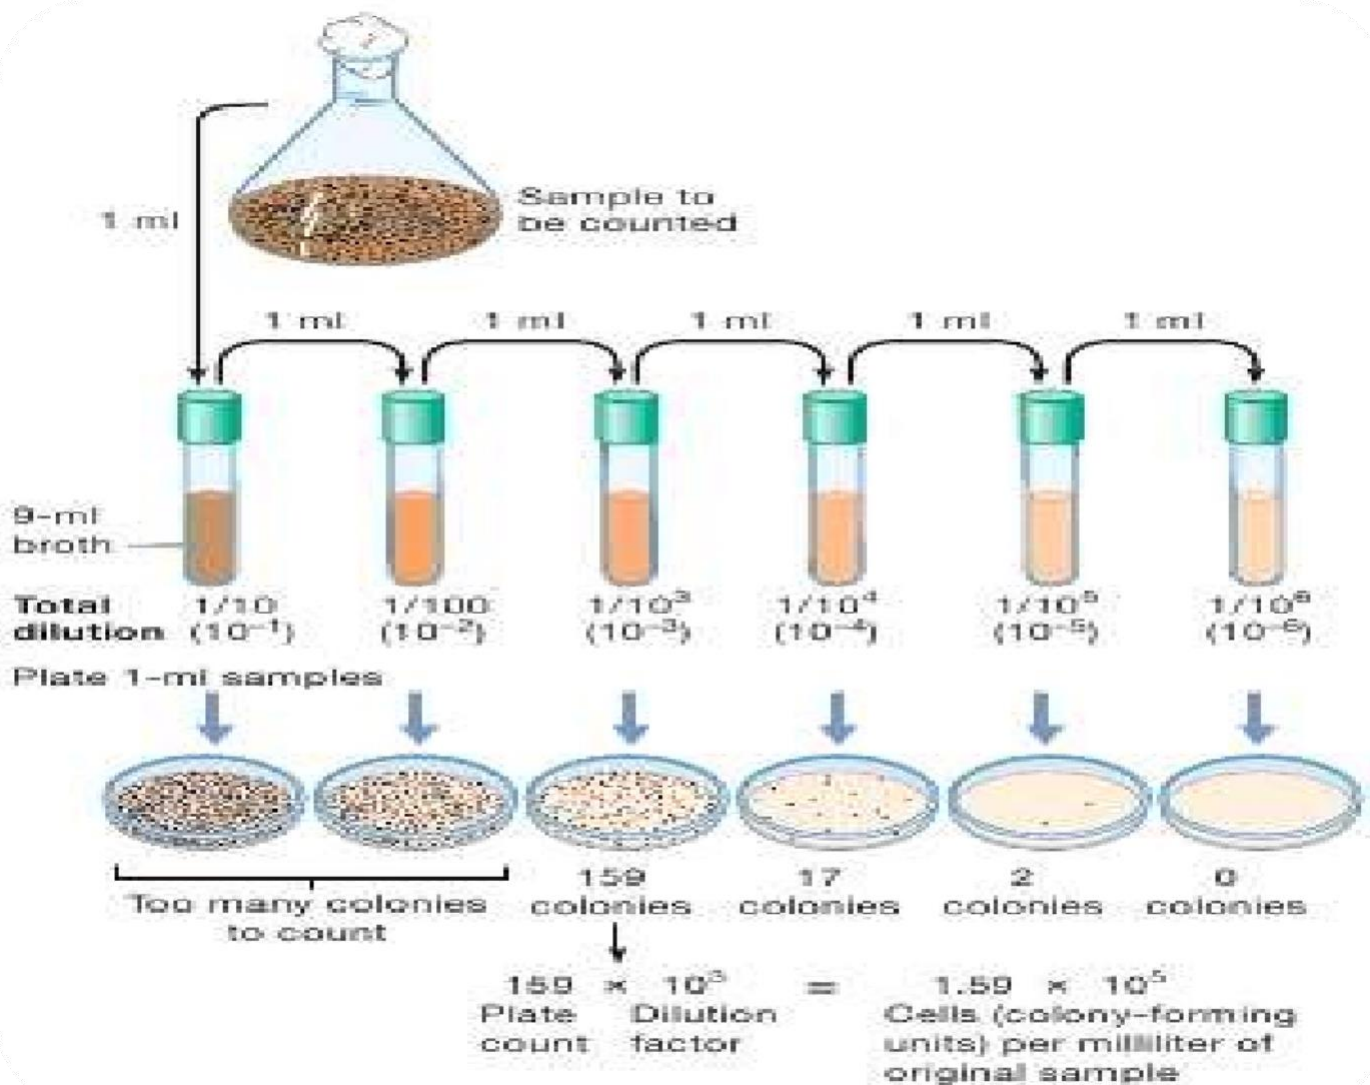 Sample to
be counted
1 ml
1 ml 1 ml 1 ml 1 ml 1 ml
9-ml
broth
Total dilution
1/10 (10⁻¹)
1/100 (10⁻²)
1/10³ (10⁻³)
1/10⁴ (10⁻⁴)
1/10⁵ (10⁻⁵)
1/10⁶ (10⁻⁶)
Plate 1-ml samples
Too many colonies
to count
159
colonies
17
colonies
2
colonies
0
colonies
159 × 10³ = 1.59 × 10⁵
Plate
count
Dilution
factor
Cells (colony-forming
units) per milliliter of
original sample